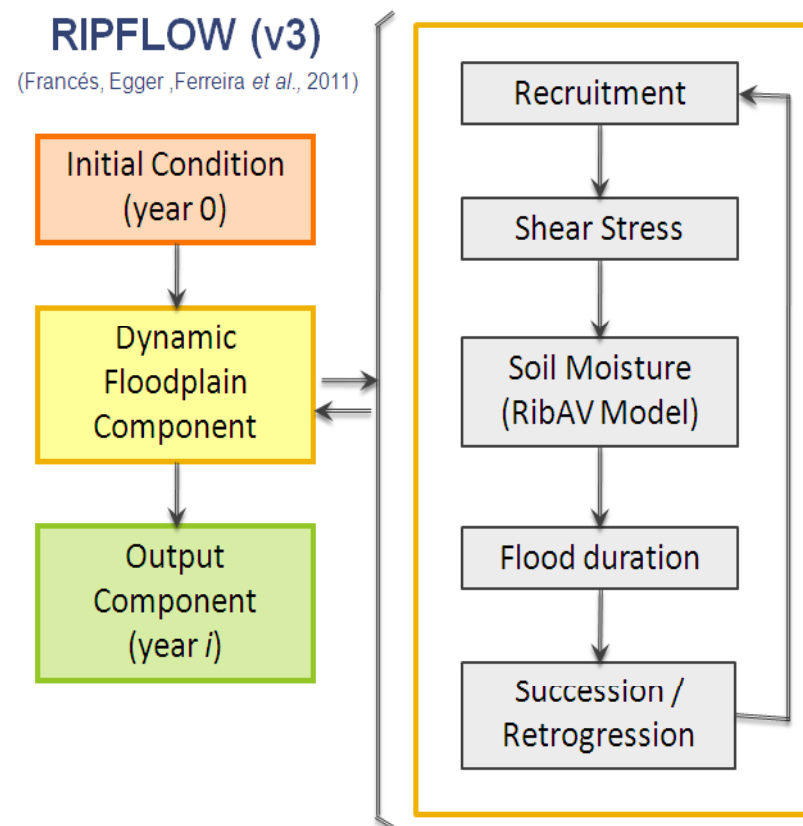 RIPFLOW (v3)
(Francés, Egger ,Ferreira et al., 2011)
Initial Condition
(year 0)
Dynamic
Floodplain
Component
Output
Component
(year i)
Recruitment
Shear Stress
Soil Moisture
(RibAV Model)
Flood duration
Succession /
Retrogression